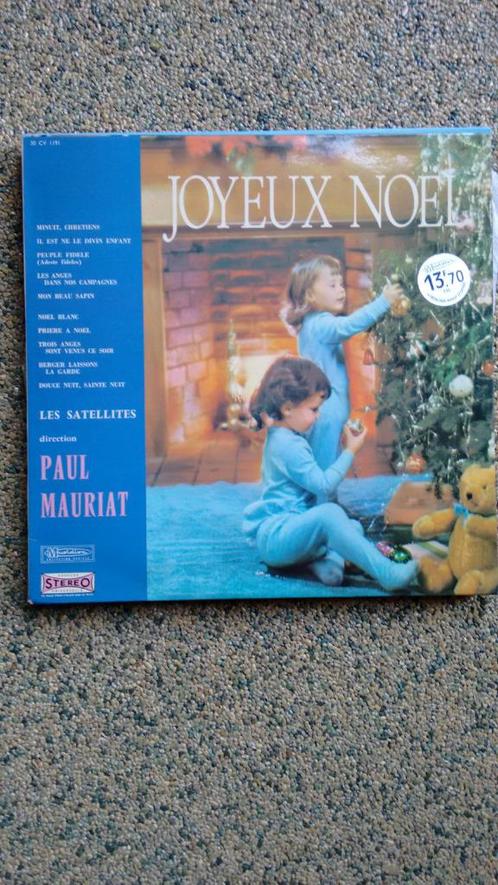 30 CV 1191
JOYEUX NOEL
MINUIT, CHRETIENS
IL EST NE LE DIVIN ENFANT
PEUPLE FIDELE
(Adeste fideles)
LES ANGES
DANS NOS CAMPAGNES
MON BEAU SAPIN
NOEL BLANC
PRIERE A NOEL
TROIS ANGES
SONT VENUS CE SOIR
BERGER LAISSONS
LA GARDE
DOUCE NUIT, SAINTE NUIT
LES SATELLITES
direction
PAUL
MAURIAT
13F,70
STEREO